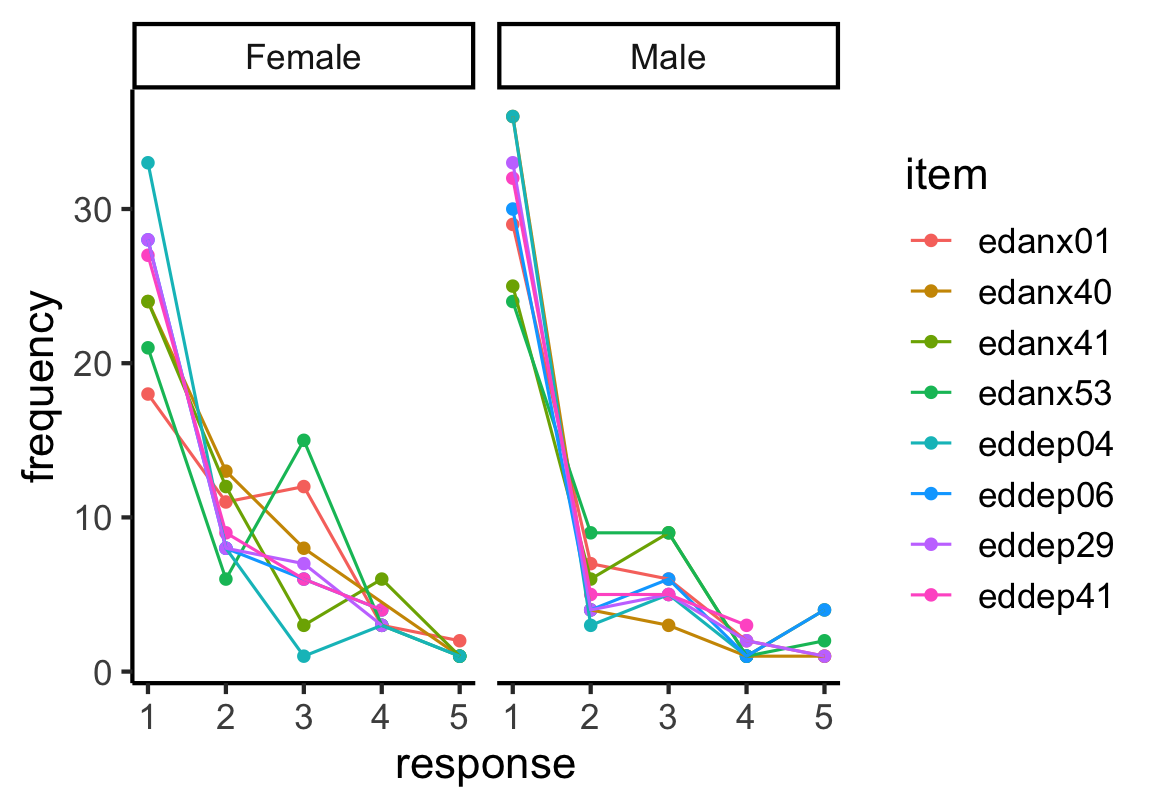 Female
Male
frequency
30
20
10
0
1 2 3 4 5
1 2 3 4 5
response
item
edanx01
edanx40
edanx41
edanx53
eddep04
eddep06
eddep29
eddep41